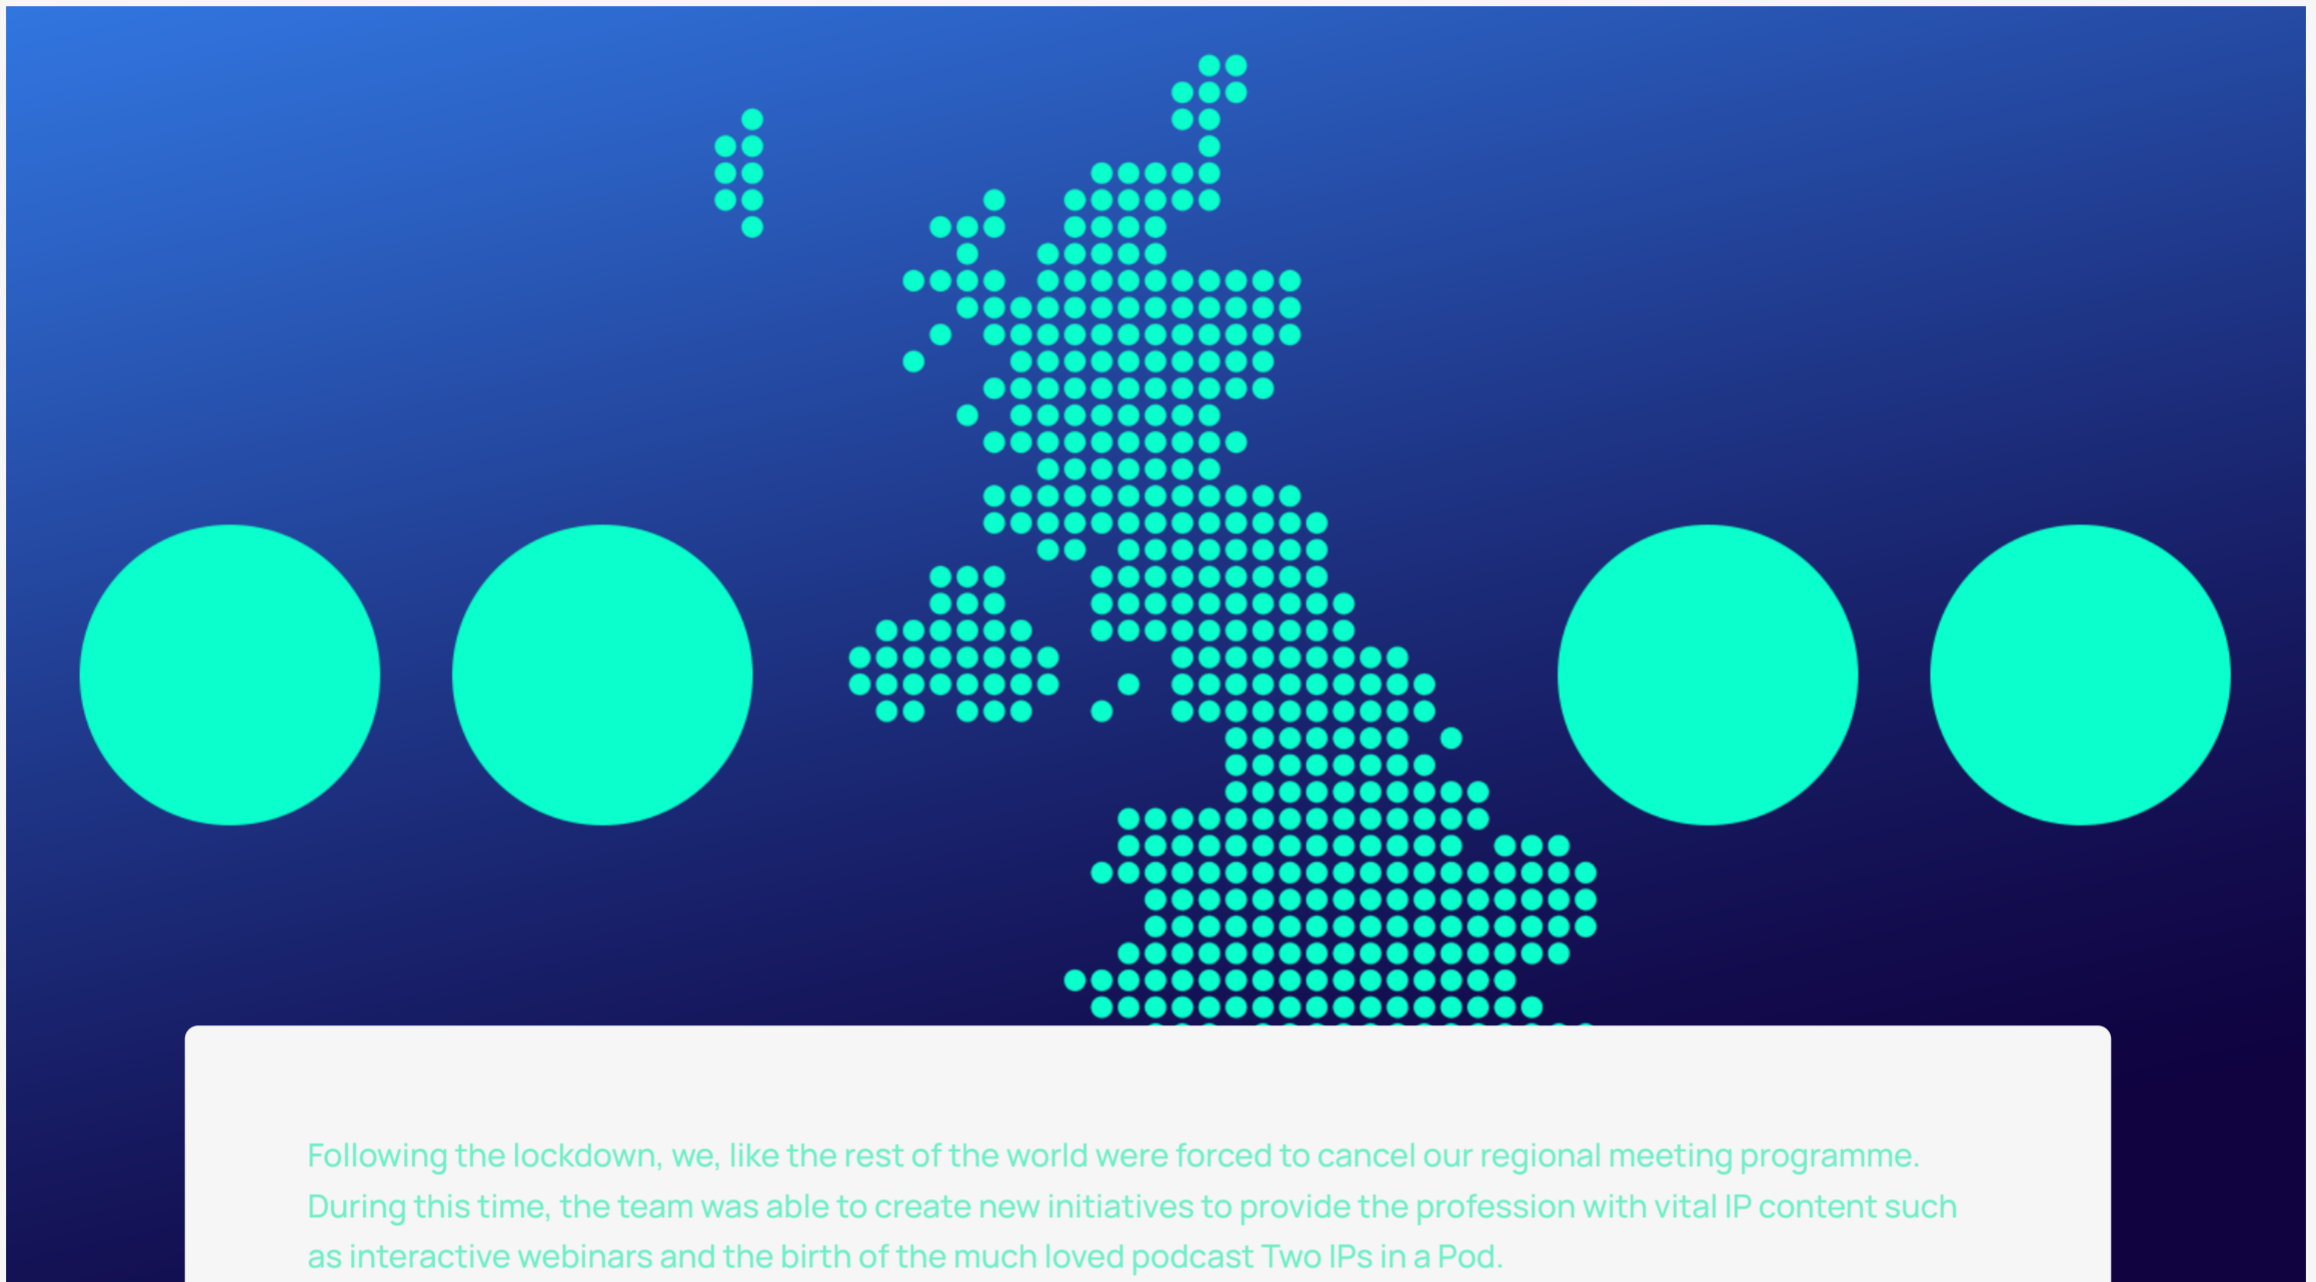 Following the lockdown, we, like the rest of the world were forced to cancel our regional meeting programme.
During this time, the team was able to create new initiatives to provide the profession with vital IP content such
as interactive webinars and the birth of the much loved podcast Two IPs in a Pod.